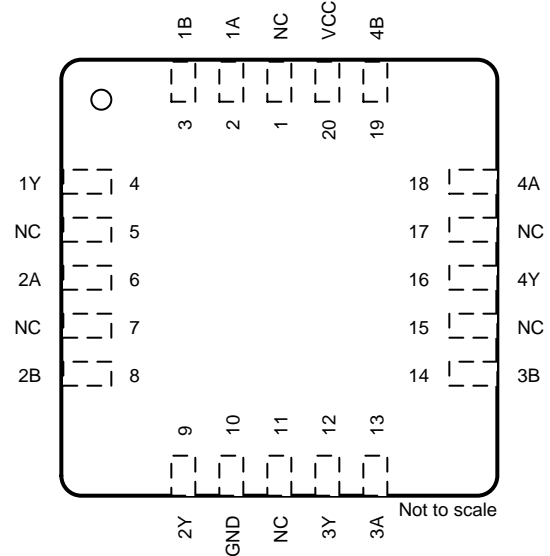 1B 1A NC VCC 4B
3 2 1 20 19
1Y 4 18 4A
NC 5 17 NC
2A 6 16 4Y
NC 7 15 NC
2B 8 14 3B
9 10 11 12 13
2Y GND NC 3Y 3A
Not to scale